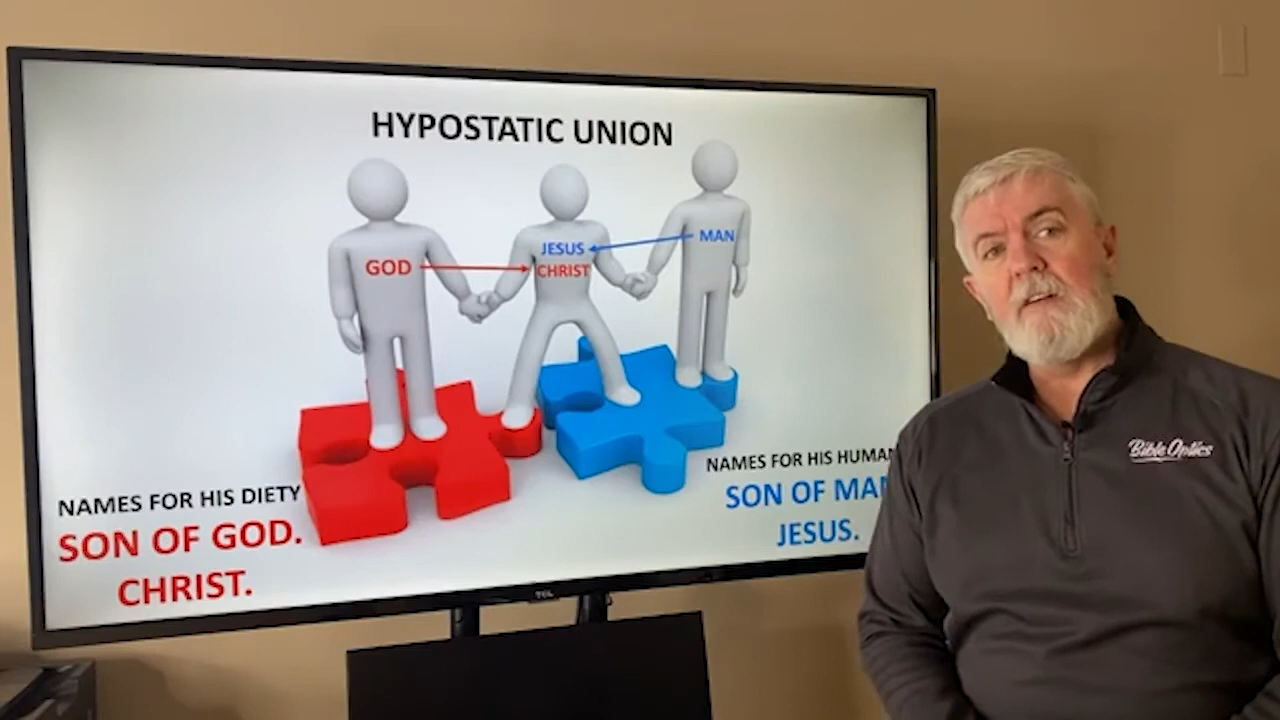 HYPOSTATIC UNION
GOD
JESUS
CHRIST
MAN
NAMES FOR HIS DIETY
SON OF GOD.
CHRIST.
NAMES FOR HIS HUMAN
SON OF MAN
JESUS.
TCL
Bible Optics